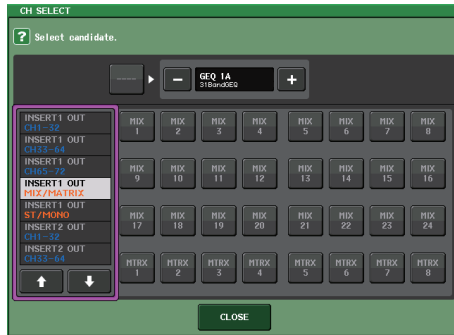 CH SELECT
? Select candidate.
----
− GEQ 1A +
31BandGEQ
INSERT1 OUT
CH1-32
INSERT1 OUT
CH33-64
INSERT1 OUT
CH65-72
INSERT1 OUT
MIX/MATRIX
INSERT1 OUT
ST/MONO
INSERT2 OUT
CH1-32
INSERT2 OUT
CH33-64
MIX 1 MIX 2 MIX 3 MIX 4 MIX 5 MIX 6 MIX 7 MIX 8
MIX 9 MIX 10 MIX 11 MIX 12 MIX 13 MIX 14 MIX 15 MIX 16
MIX 17 MIX 18 MIX 19 MIX 20 MIX 21 MIX 22 MIX 23 MIX 24
MTRX 1 MTRX 2 MTRX 3 MTRX 4 MTRX 5 MTRX 6 MTRX 7 MTRX 8
CLOSE